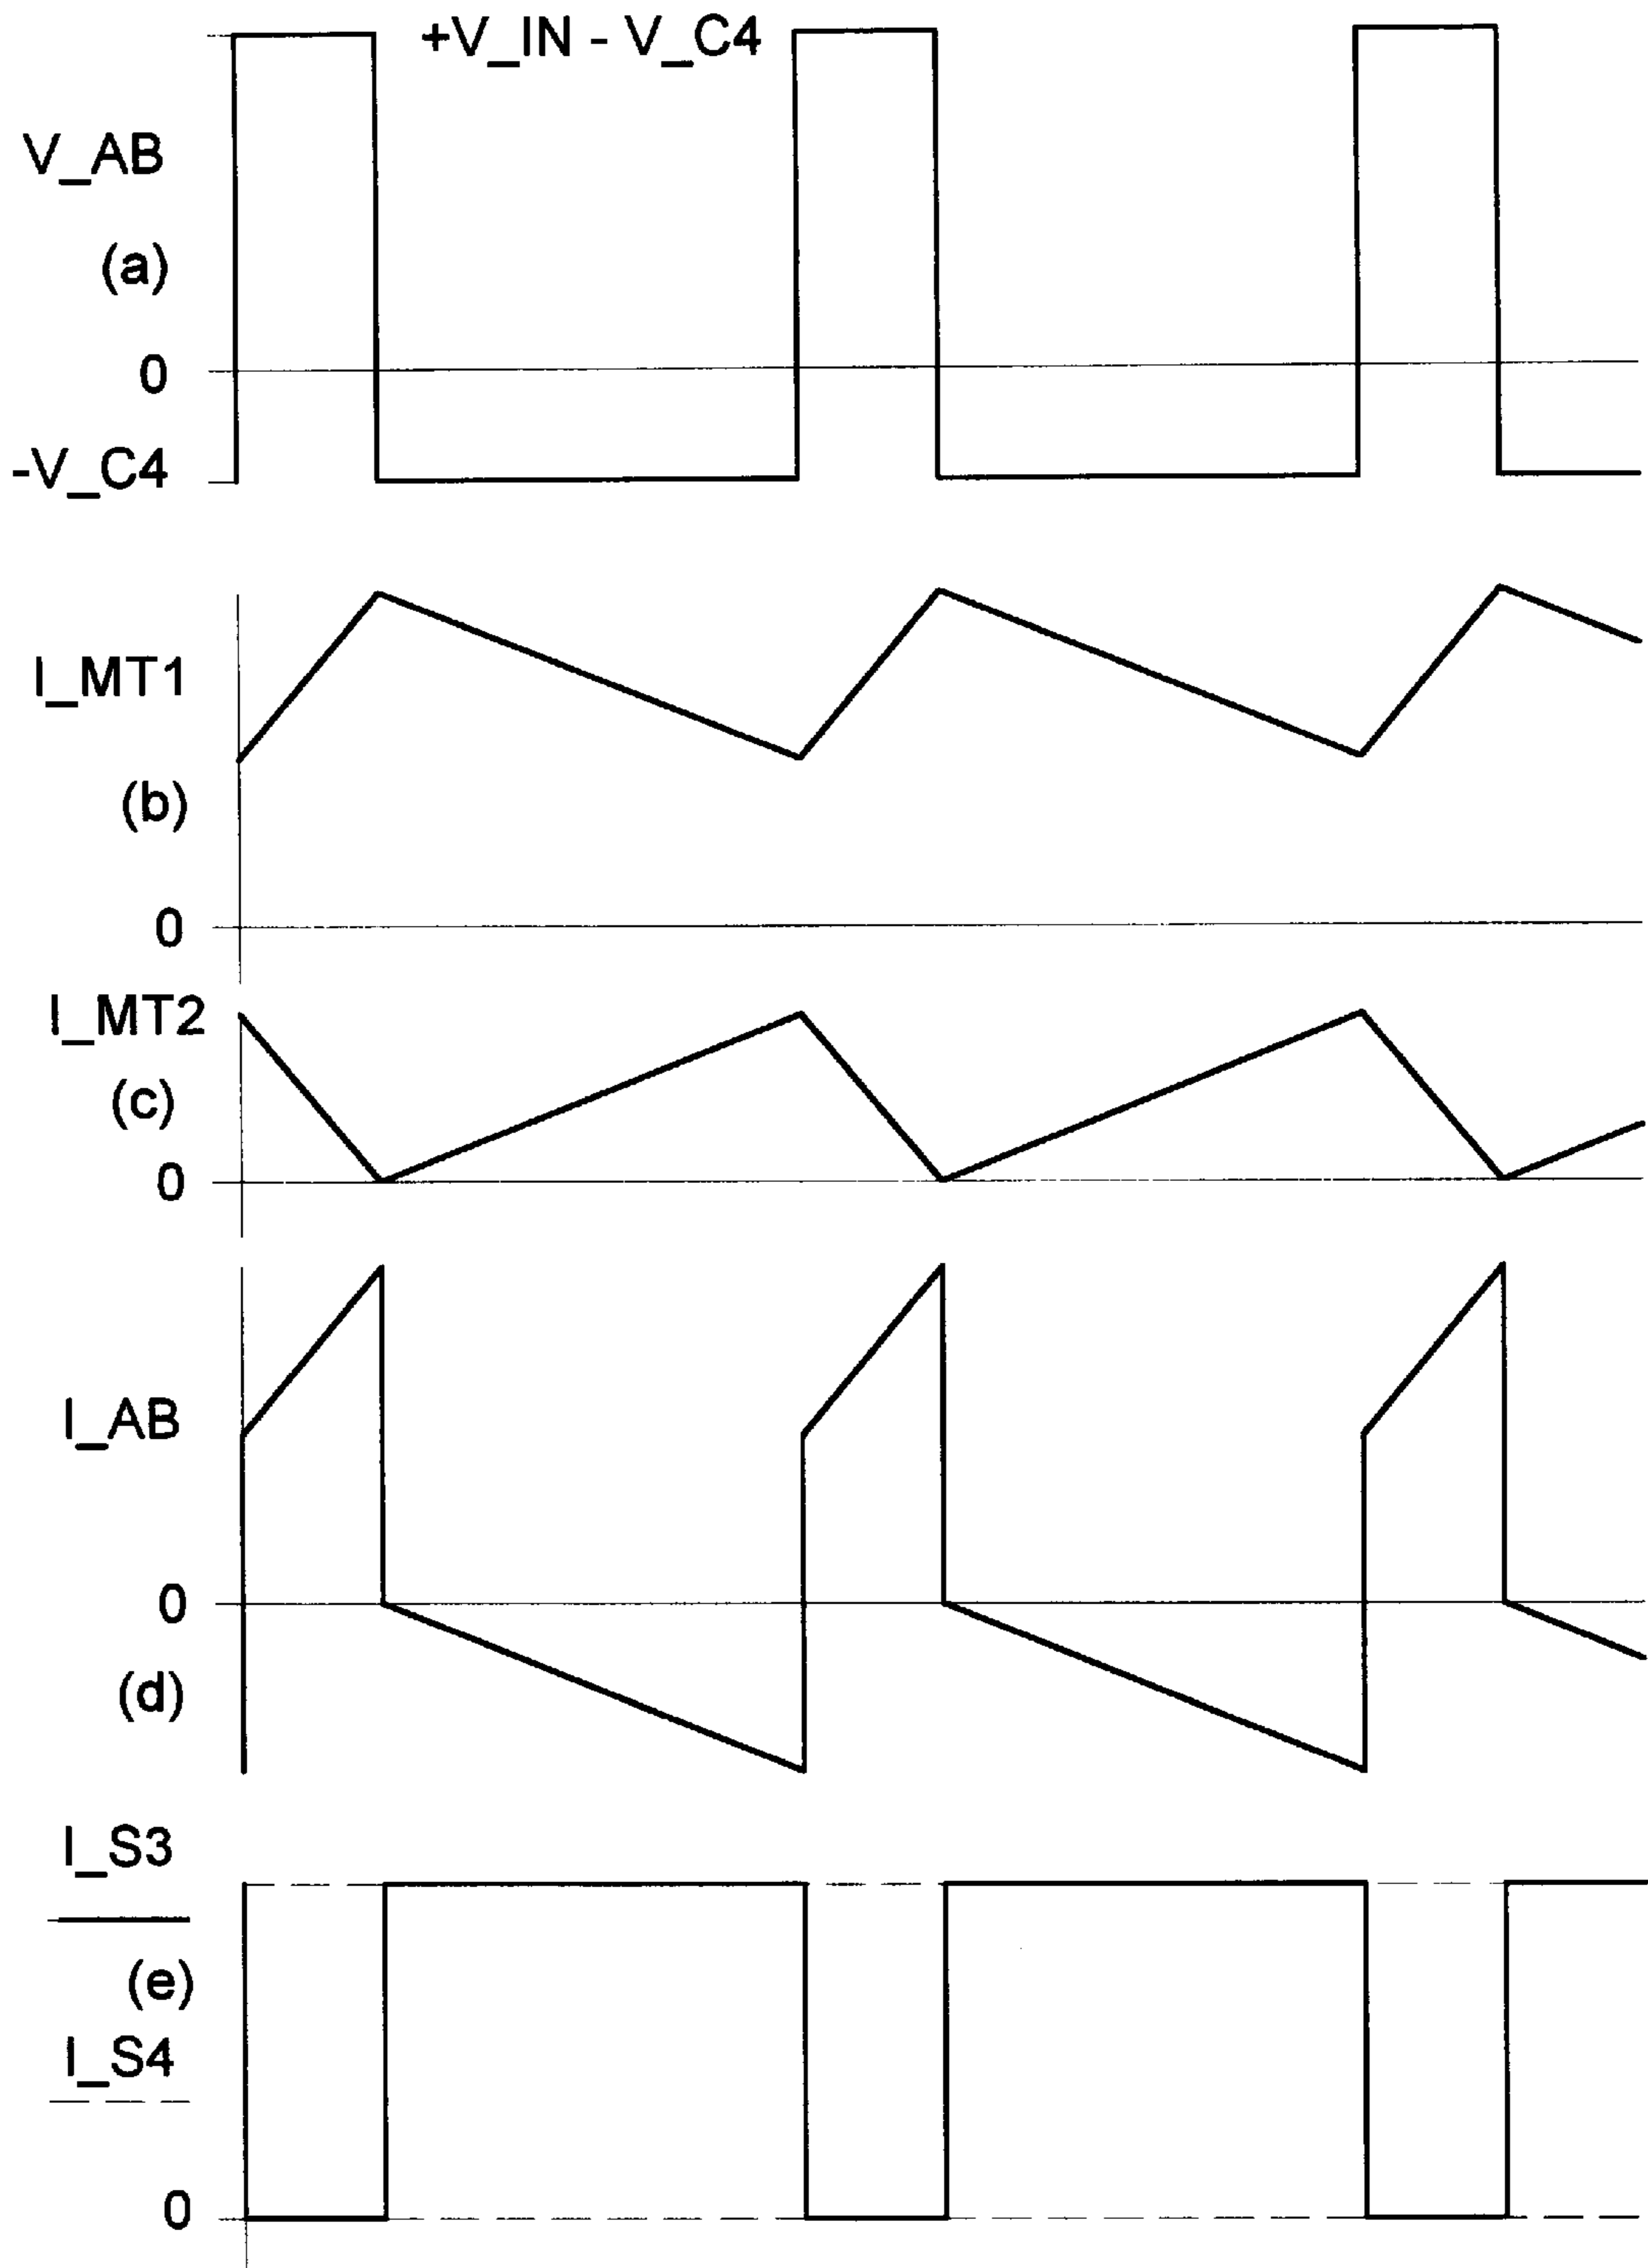 +V_IN - V_C4
V_AB
(a)
0
-V_C4
I_MT1
(b)
0
I_MT2
(c)
0
I_AB
0
(d)
I_S3
(e)
I_S4
0